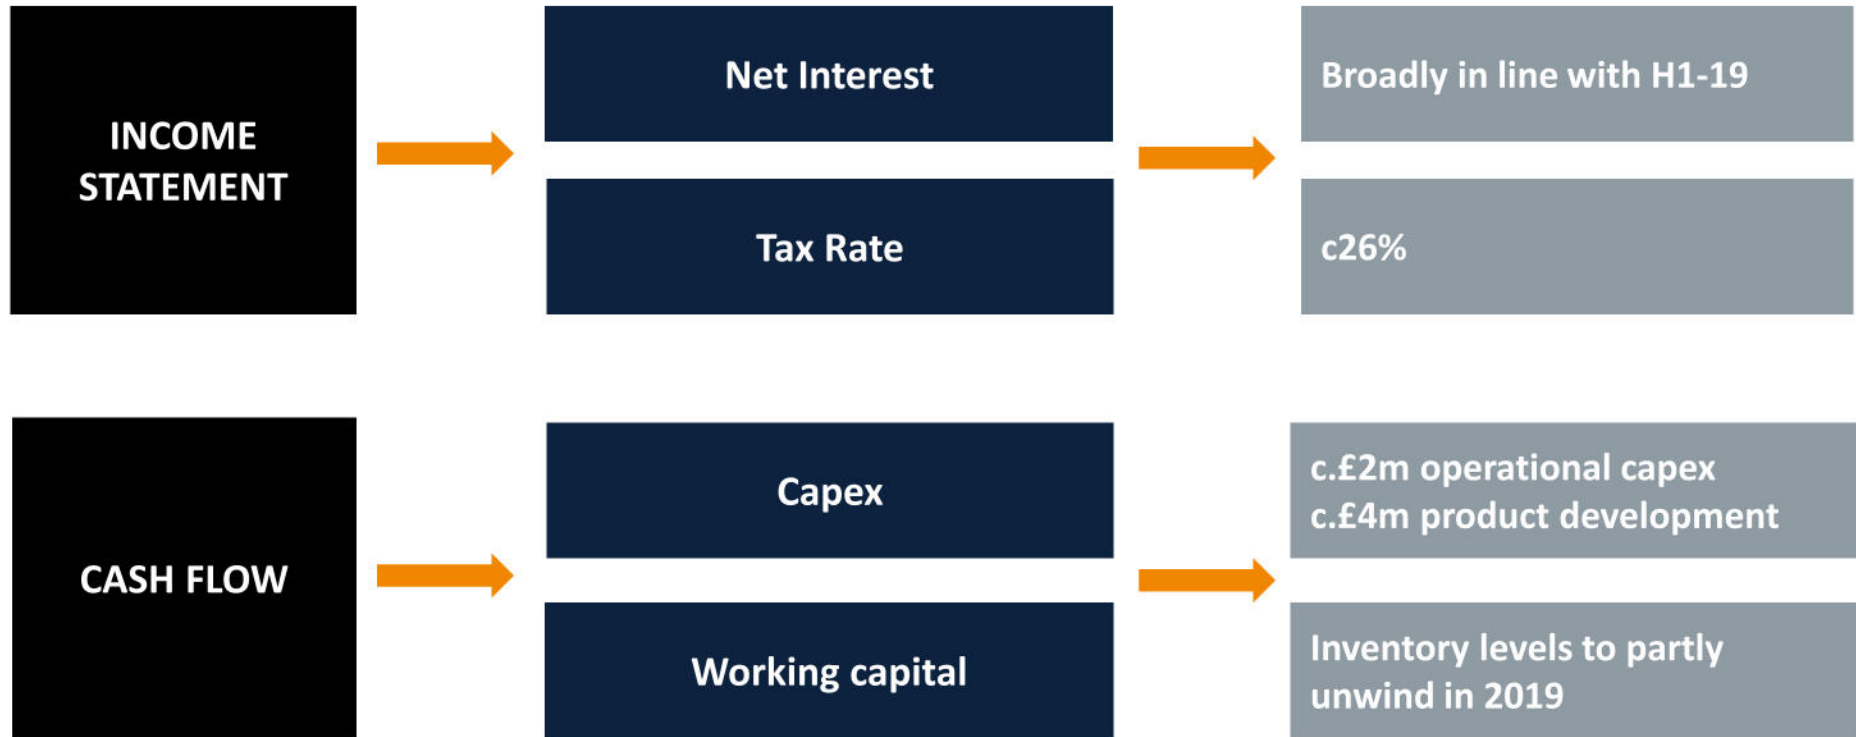 INCOME
STATEMENT
Net Interest
Broadly in line with H1-19
Tax Rate
c26%
CASH FLOW
Capex
c.£2m operational capex
c.£4m product development
Working capital
Inventory levels to partly
unwind in 2019